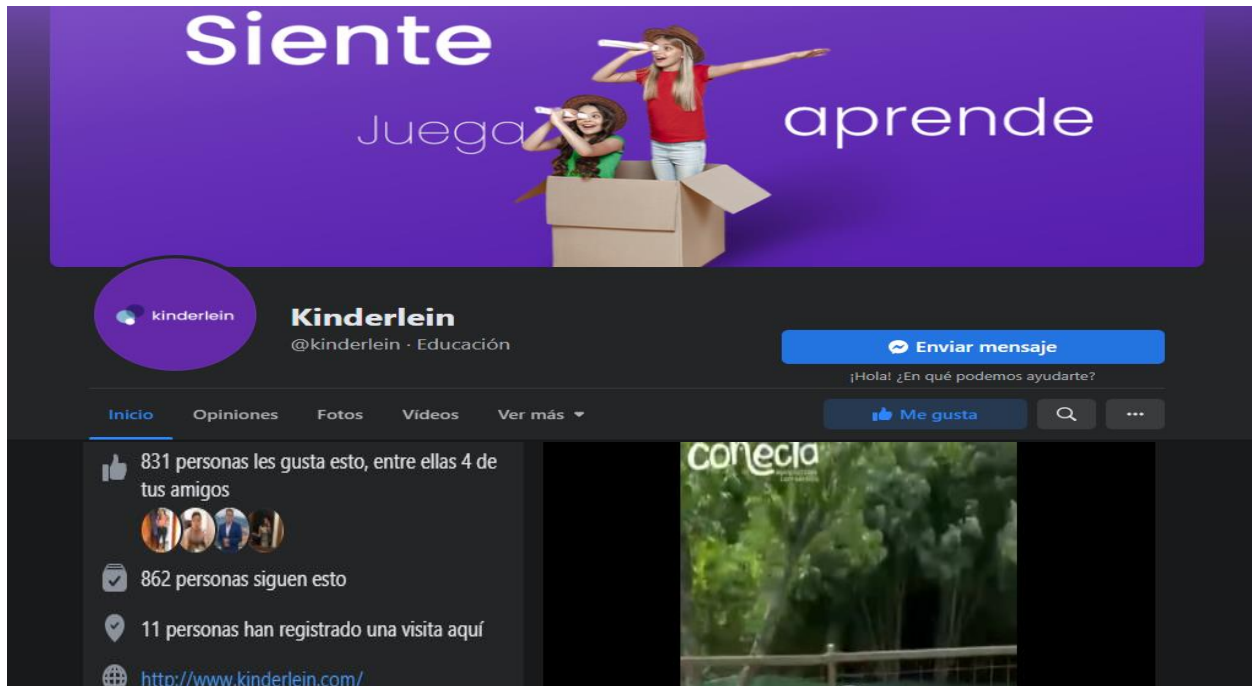 Siente
Juega
aprende
kinderlein
Kinderlein
@kinderlein · Educación
Enviar mensaje
¡Hola! ¿En qué podemos ayudarte?
Inicio Opiniones Fotos Vídeos Ver más
Me gusta
831 personas les gusta esto, entre ellas 4 de
tus amigos
862 personas siguen esto
11 personas han registrado una visita aquí
http://www.kinderlein.com/
conecta